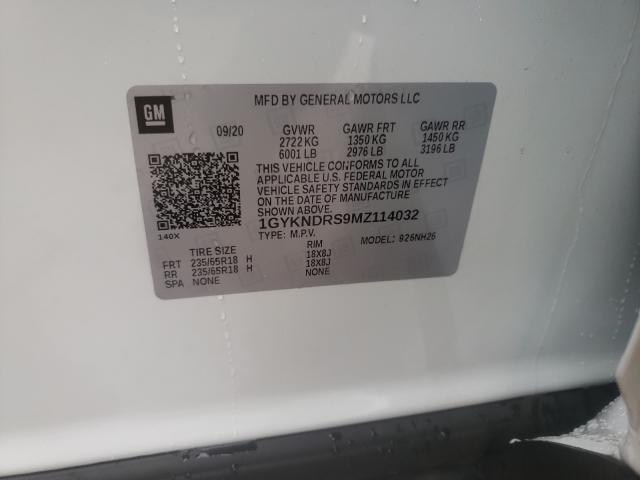 GM
MFD BY GENERAL MOTORS LLC
09/20 GVWR GAWR FRT GAWR RR
2722 KG 1350 KG 1450 KG
6001 LB 2976 LB 3196 LB
THIS VEHICLE CONFORMS TO ALL
APPLICABLE U.S. FEDERAL MOTOR
VEHICLE SAFETY STANDARDS IN EFFECT
ON THE DATE OF MANUFACTURE
SHOWN ABOVE.
1GYKNDRS9MZ114032
140X TYPE: M.P.V. MODEL: 926NH26
TIRE SIZE RIM
FRT 235/65R18 H 18X8J
RR 235/65R18 H 18X8J
SPA NONE NONE